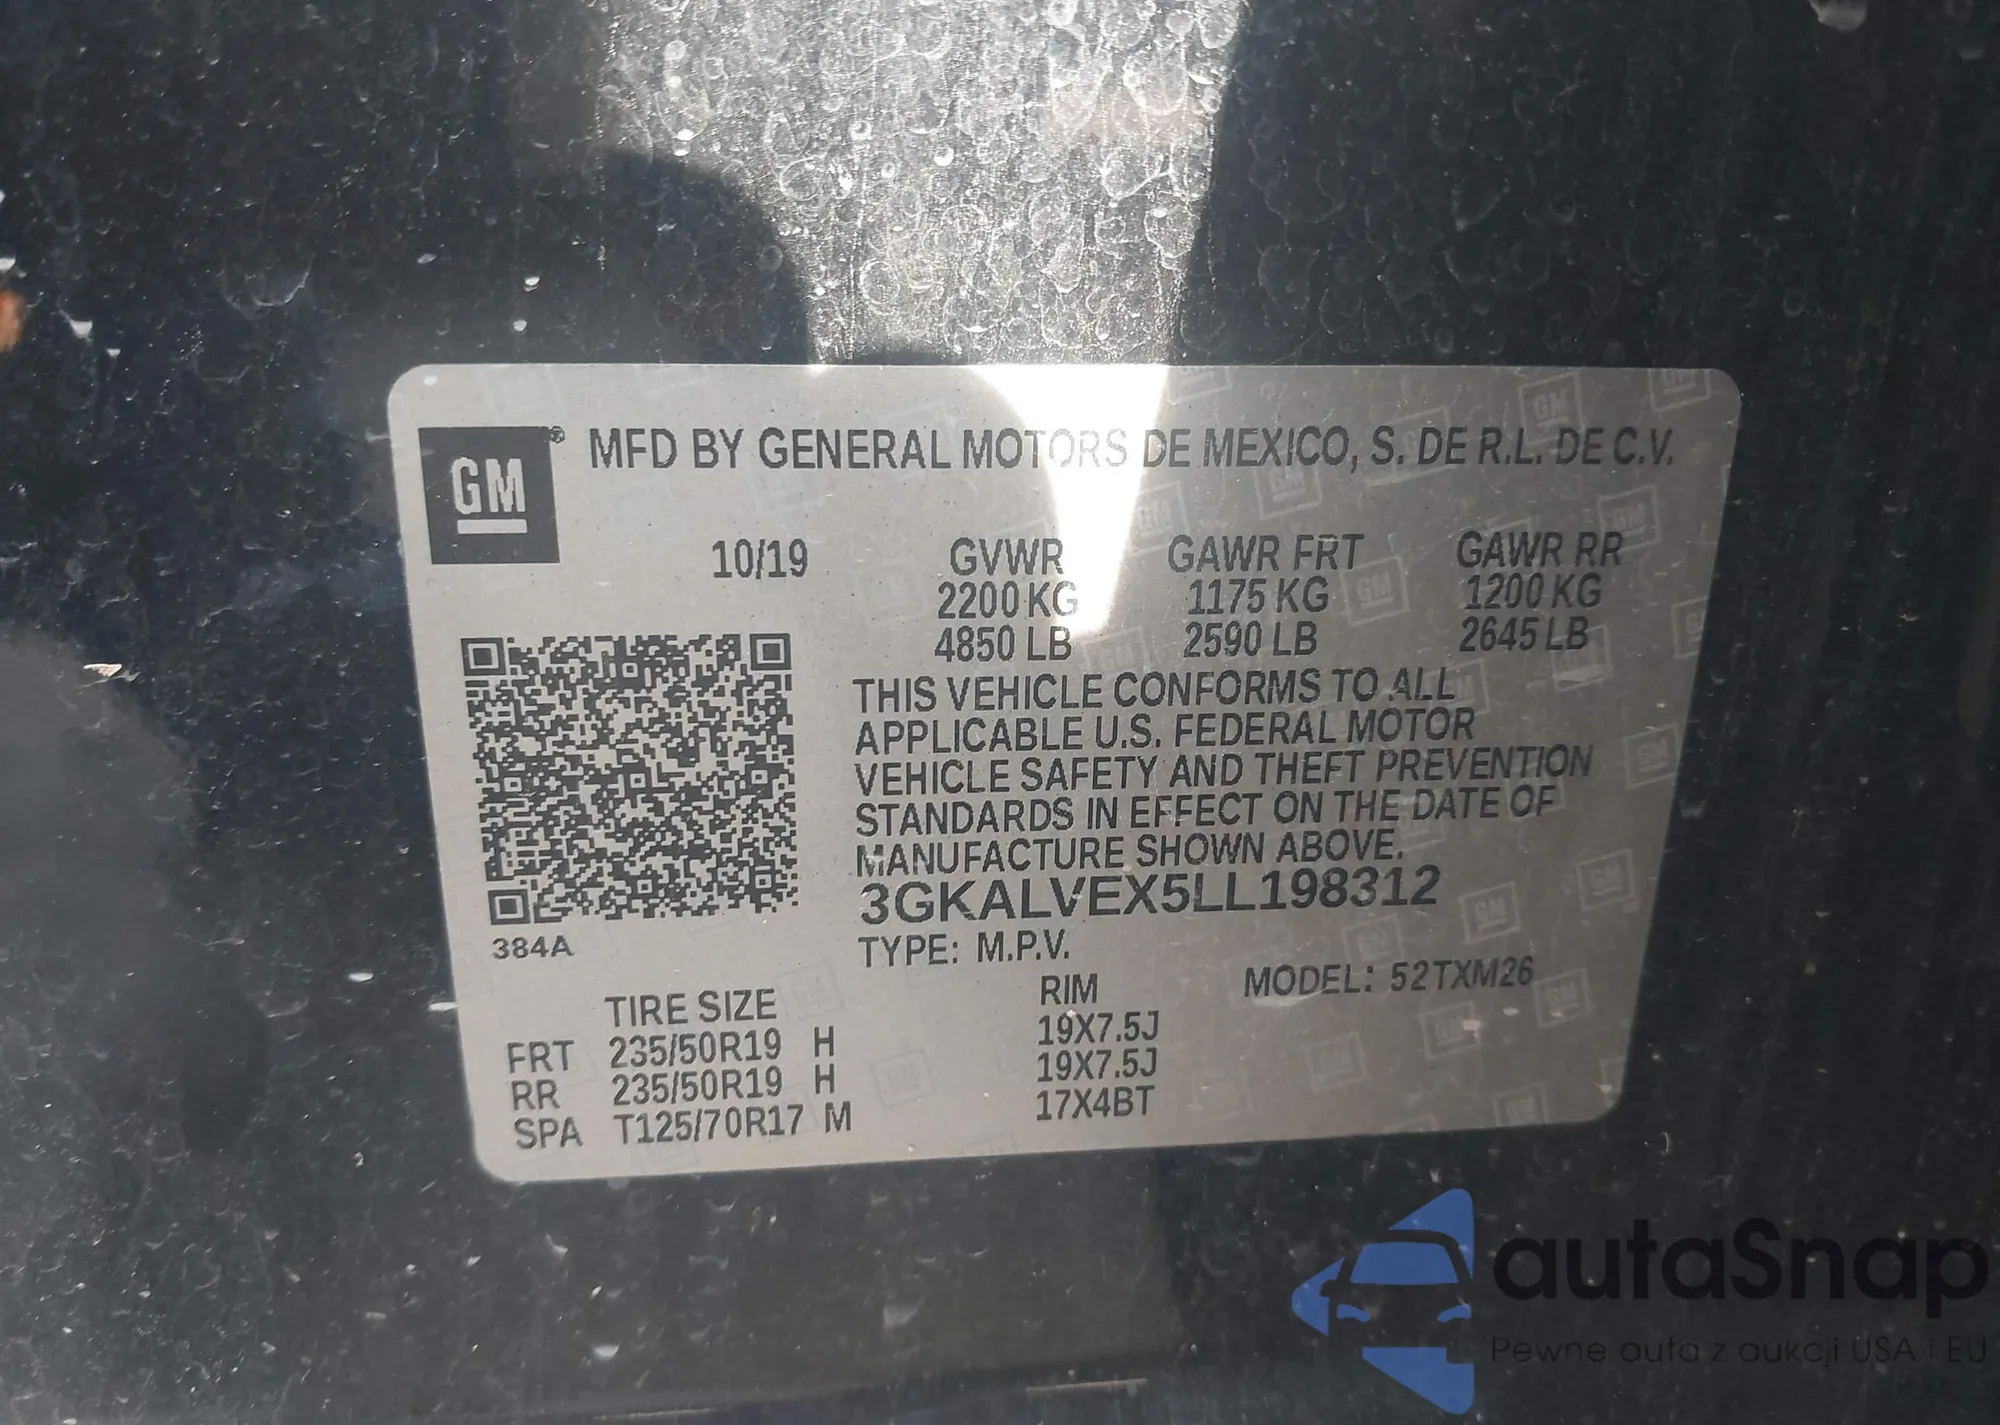 GM® MFD BY GENERAL MOTORS DE MEXICO, S. DE R.L. DE C.V.
10/19 GVWR GAWR FRT GAWR RR
2200 KG 1175 KG 1200 KG
4850 LB 2590 LB 2645 LB
THIS VEHICLE CONFORMS TO ALL
APPLICABLE U.S. FEDERAL MOTOR
VEHICLE SAFETY AND THEFT PREVENTION
STANDARDS IN EFFECT ON THE DATE OF
MANUFACTURE SHOWN ABOVE.
3GKALVEX5LL198312
384A
TYPE: M.P.V.
MODEL: 52TXM26
TIRE SIZE RIM
FRT 235/50R19 H 19X7.5J
RR 235/50R19 H 19X7.5J
SPA T125/70R17 M 17X4BT
autaSnap
Pewne auta z aukcji USA i EU